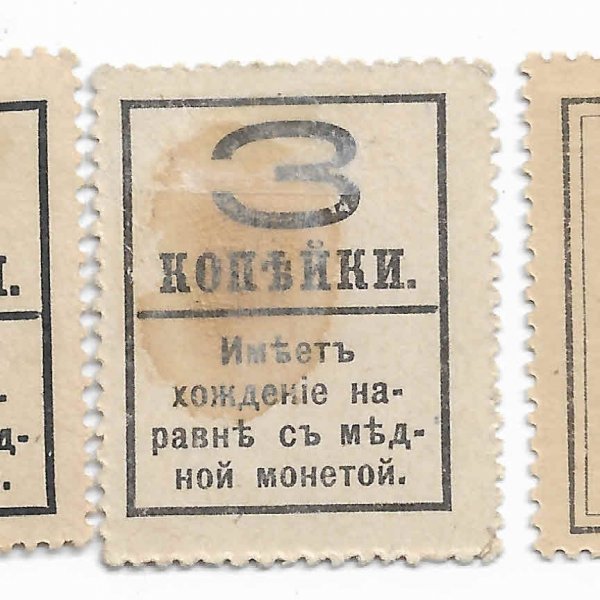 3
КОПѢЙКИ.
Имѣетъ
хожденіе на-
равнѣ съ мѣд-
ной монетой.